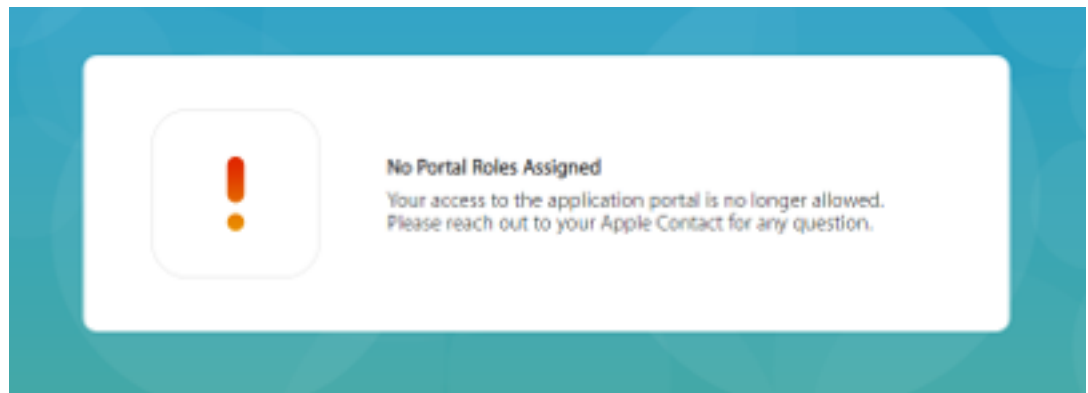 No Portal Roles Assigned
Your access to the application portal is no longer allowed.
Please reach out to your Apple Contact for any question.